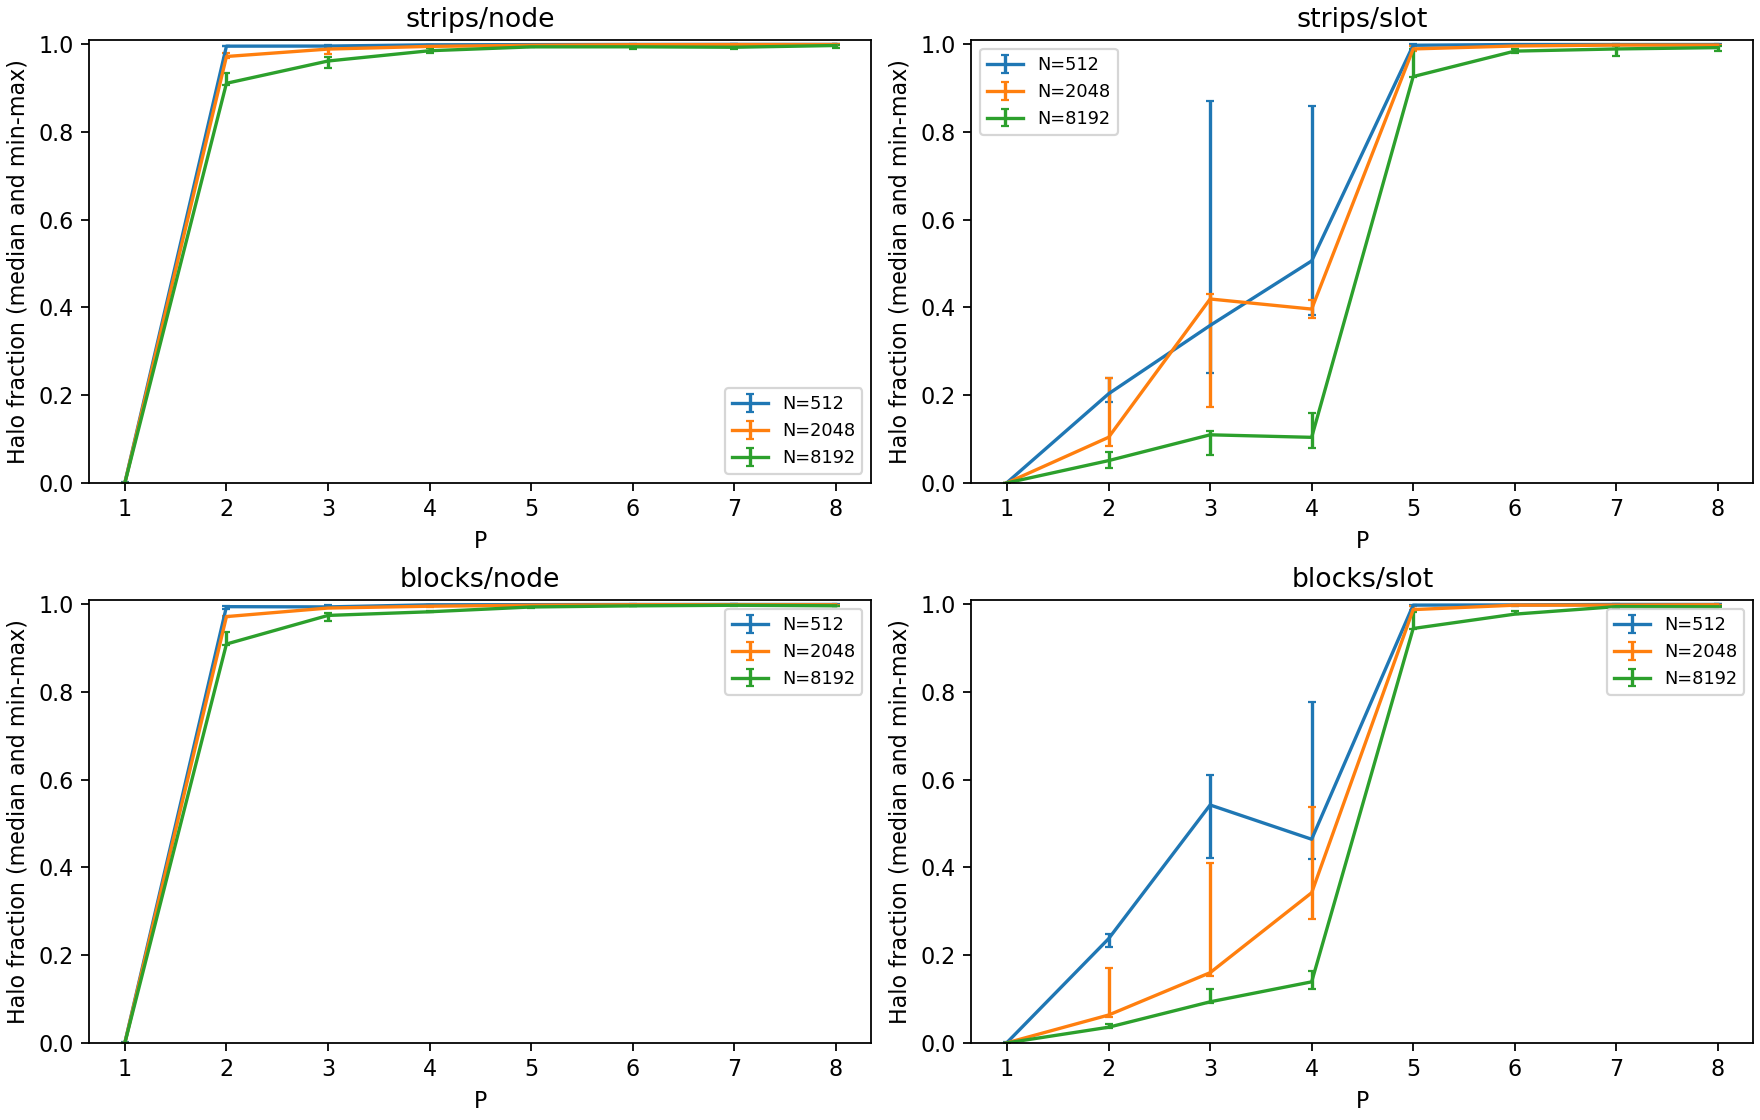 strips/node
Halo fraction (median and min-max)
1.0
0.8
0.6
0.4
0.2
0.0
N=512
N=2048
N=8192
1 2 3 4 5 6 7 8
P
strips/slot
Halo fraction (median and min-max)
1.0
0.8
0.6
0.4
0.2
0.0
N=512
N=2048
N=8192
1 2 3 4 5 6 7 8
P
blocks/node
Halo fraction (median and min-max)
1.0
0.8
0.6
0.4
0.2
0.0
N=512
N=2048
N=8192
1 2 3 4 5 6 7 8
P
blocks/slot
Halo fraction (median and min-max)
1.0
0.8
0.6
0.4
0.2
0.0
N=512
N=2048
N=8192
1 2 3 4 5 6 7 8
P